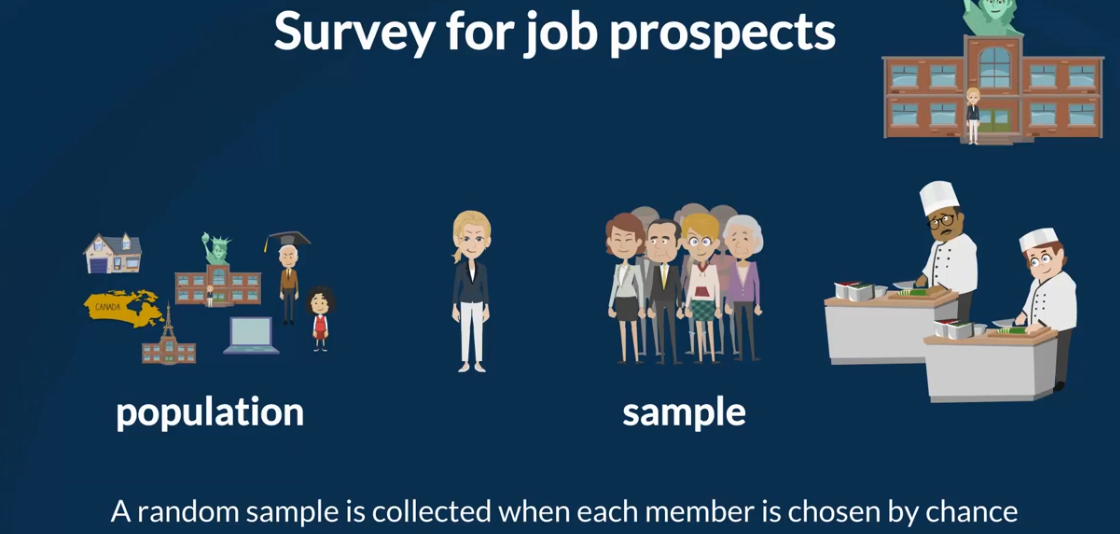 Survey for job prospects
CANADA
population
sample
A random sample is collected when each member is chosen by chance